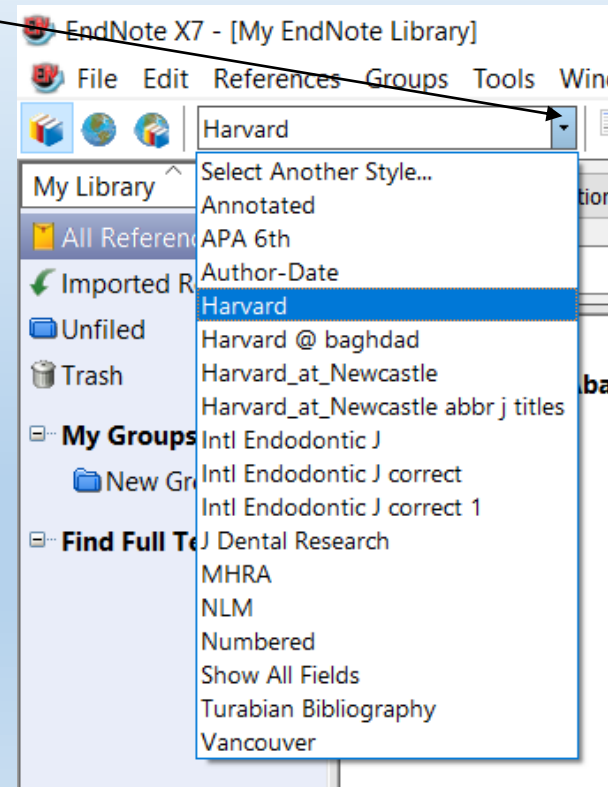 EndNote X7 - [My EndNote Library]
File Edit References Groups Tools
Harvard
My Library
All
Imported
Unfiled
Trash
My Groups
New
Find Full
Select Another Style...
Annotated
APA 6th
Author-Date
Harvard
Harvard @ baghdad
Harvard_at_Newcastle
Harvard_at_Newcastle abbr j titles
Intl Endodontic J
Intl Endodontic J correct
Intl Endodontic J correct 1
J Dental Research
MHRA
NLM
Numbered
Show All Fields
Turabian Bibliography
Vancouver